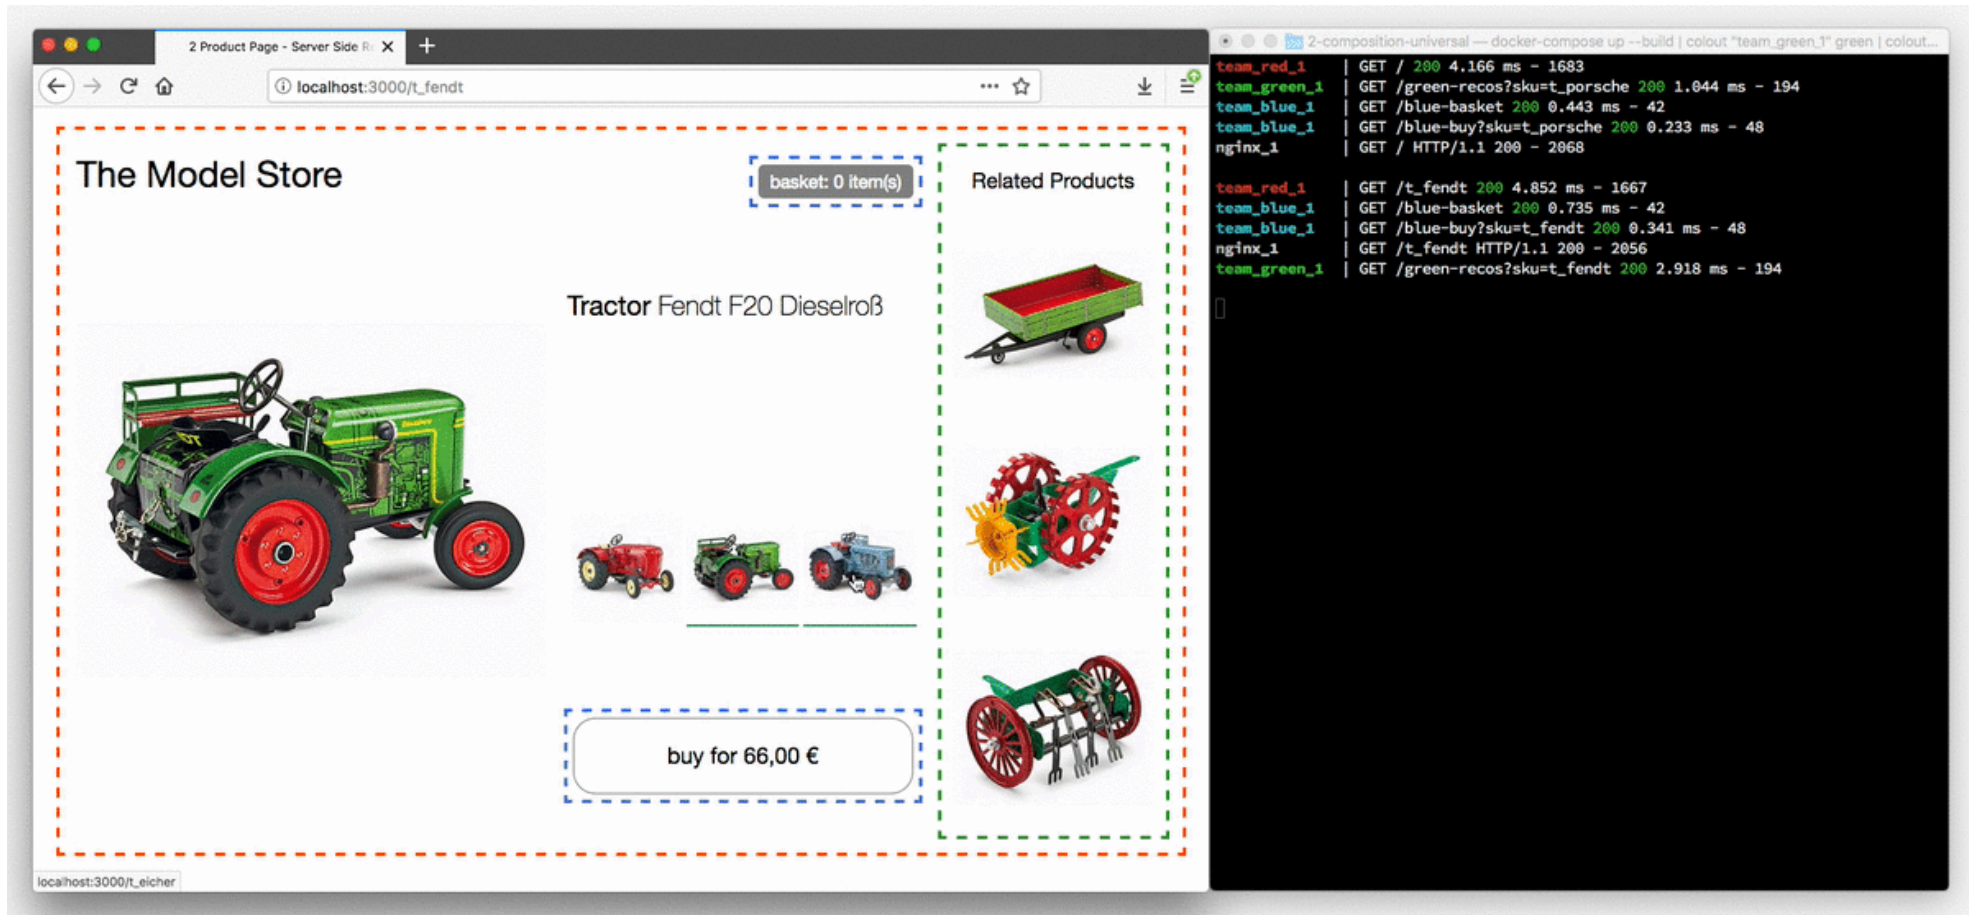 2 Product Page - Server Side R
localhost:3000/t_fendt
The Model Store
basket: 0 item(s)
Related Products
Tractor Fendt F20 Dieselroß
buy for 66,00 €
localhost:3000/t_eicher
2-composition-universal — docker-compose up --build | colout "team_green_1" green | colout...
team_red_1 | GET / 200 4.166 ms - 1683
team_green_1 | GET /green-recos?sku=t_porsche 200 1.044 ms - 194
team_blue_1 | GET /blue-basket 200 0.443 ms - 42
team_blue_1 | GET /blue-buy?sku=t_porsche 200 0.233 ms - 48
nginx_1 | GET / HTTP/1.1 200 - 2068
team_red_1 | GET /t_fendt 200 4.852 ms - 1667
team_blue_1 | GET /blue-basket 200 0.735 ms - 42
team_blue_1 | GET /blue-buy?sku=t_fendt 200 0.341 ms - 48
nginx_1 | GET /t_fendt HTTP/1.1 200 - 2056
team_green_1 | GET /green-recos?sku=t_fendt 200 2.918 ms - 194